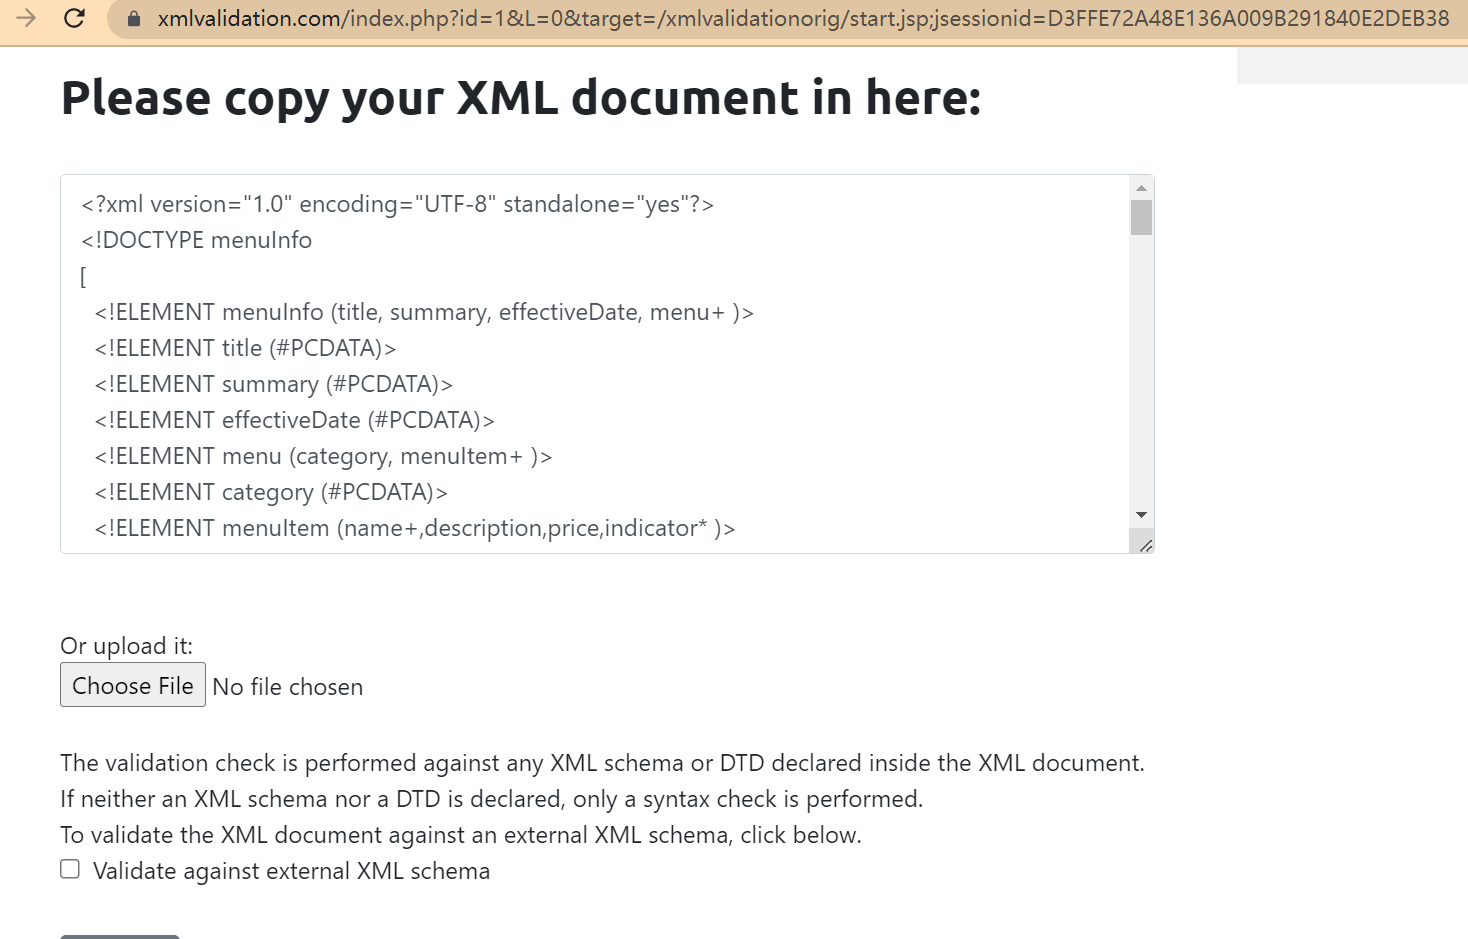 xmlvalidation.com/index.php?id=1&L=0&target=/xmlvalidationorig/start.jsp;jsessionid=D3FFE72A48E136A009B291840E2DEB38
Please copy your XML document in here:
<?xml version="1.0" encoding="UTF-8" standalone="yes"?>
<!DOCTYPE menuInfo
[
<!ELEMENT menuInfo (title, summary, effectiveDate, menu+ )>
<!ELEMENT title (#PCDATA)>
<!ELEMENT summary (#PCDATA)>
<!ELEMENT effectiveDate (#PCDATA)>
<!ELEMENT menu (category, menuItem+ )>
<!ELEMENT category (#PCDATA)>
<!ELEMENT menuItem (name+,description,price,indicator* )>
Or upload it:
Choose File No file chosen
The validation check is performed against any XML schema or DTD declared inside the XML document.
If neither an XML schema nor a DTD is declared, only a syntax check is performed.
To validate the XML document against an external XML schema, click below.
Validate against external XML schema